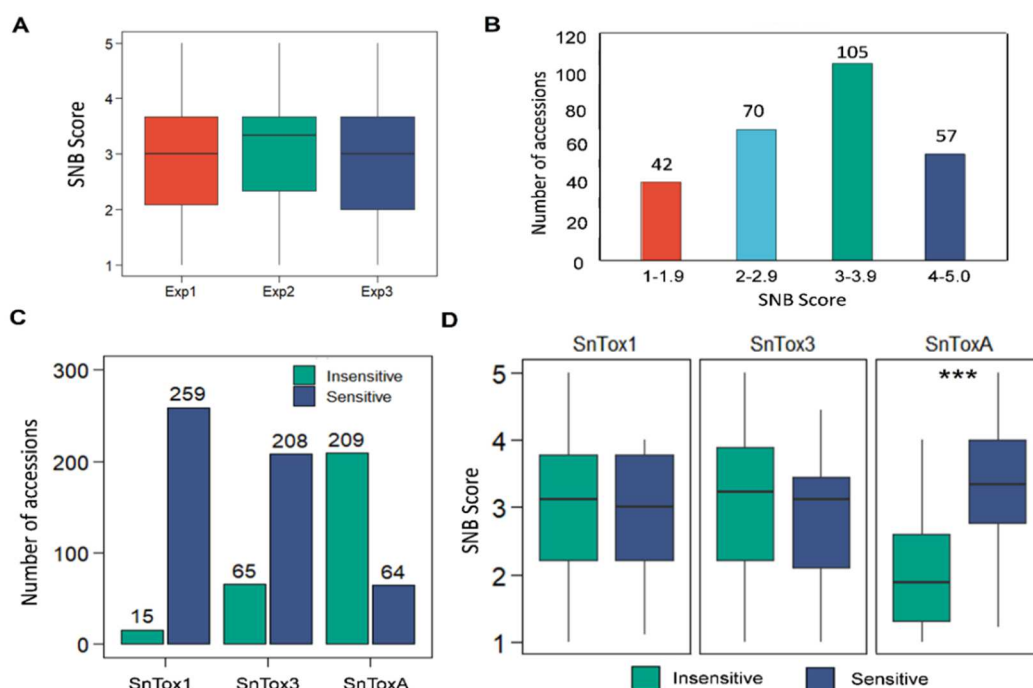 A
5
4
3
2
1
SNB Score
Exp1 Exp2 Exp3
B
120
100
80
60
40
20
0
Number of accessions
42
70
105
57
1-1.9 2-2.9 3-3.9 4-5.0
SNB Score
C
300
200
100
0
Number of accessions
Insensitive
Sensitive
15
259
65
208
209
64
SnTox1 SnTox3 SnToxA
D
SnTox1 SnTox3 SnToxA
***
5
4
3
2
1
SNB Score
Insensitive Sensitive